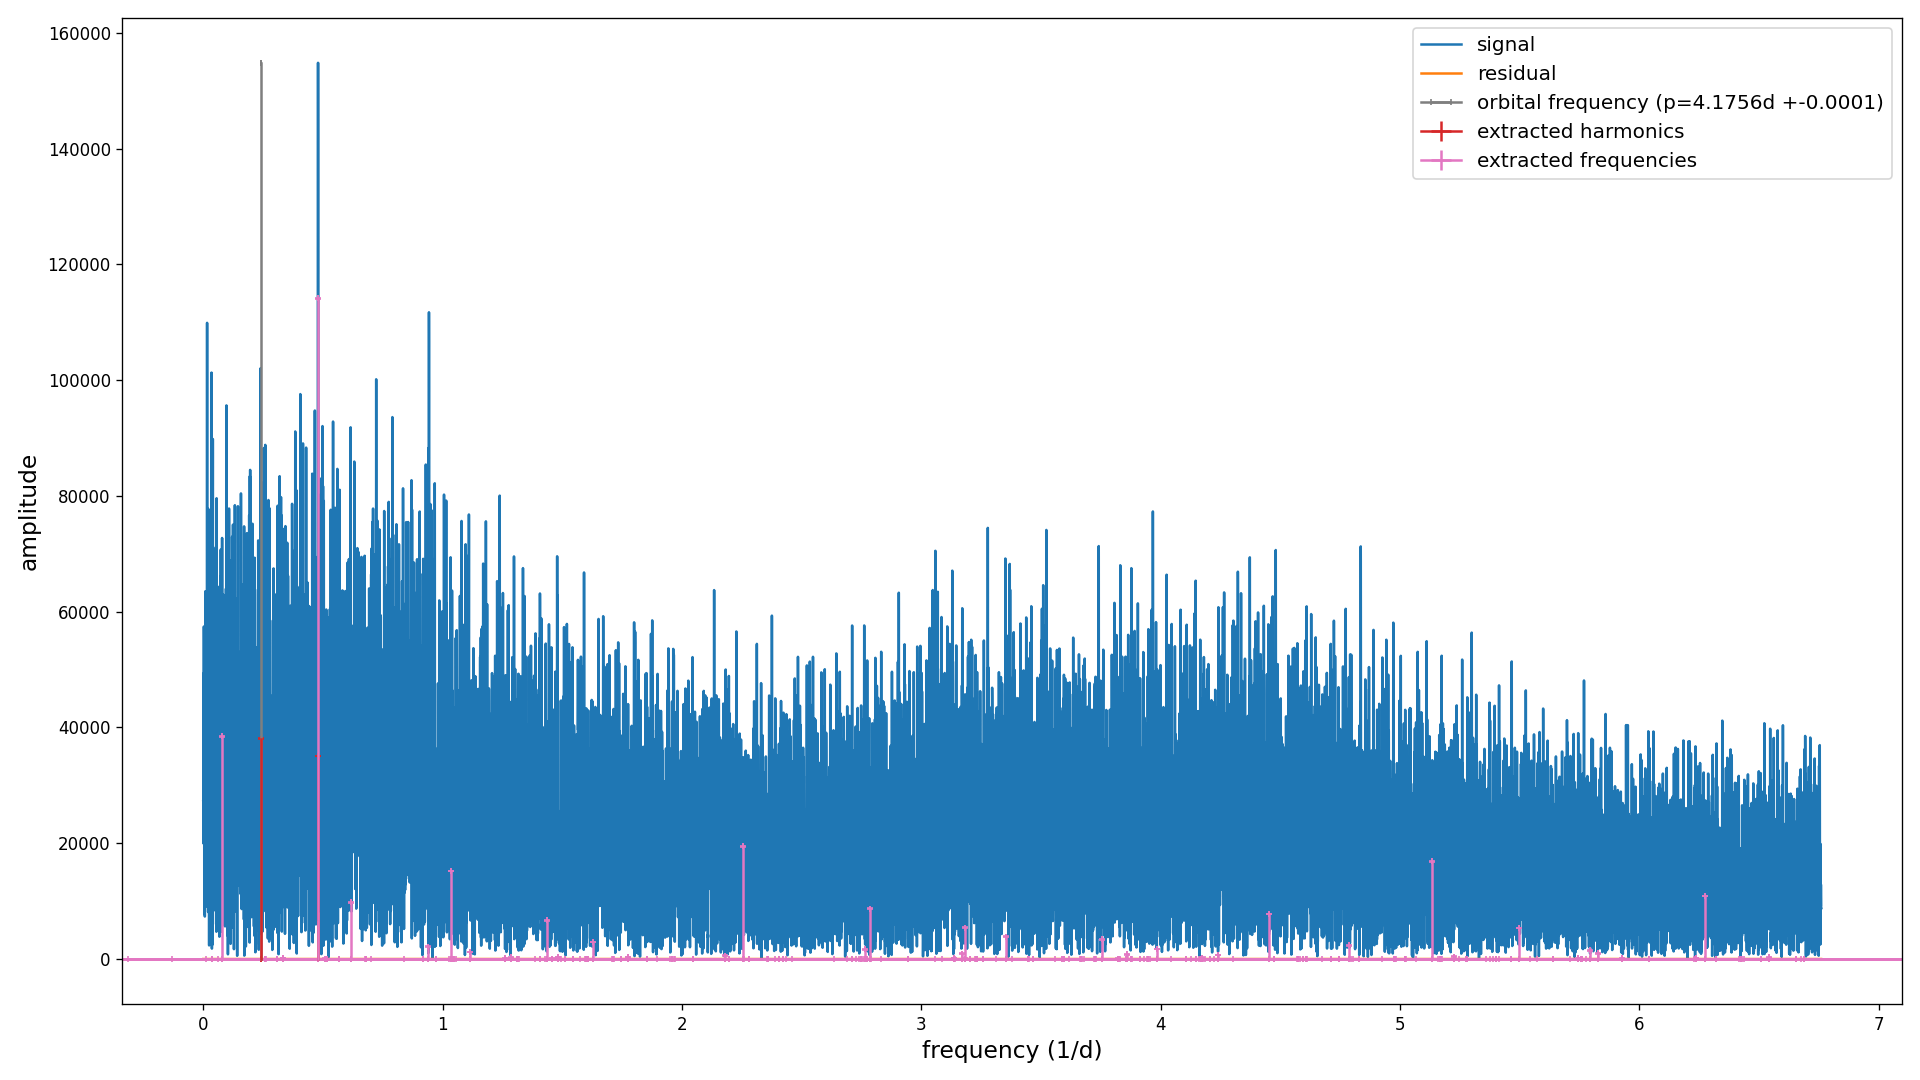 160000
140000
120000
100000
80000
60000
40000
20000
0
amplitude
signal
residual
orbital frequency (p=4.1756d +-0.0001)
extracted harmonics
extracted frequencies
0 1 2 3 4 5 6 7
frequency (1/d)